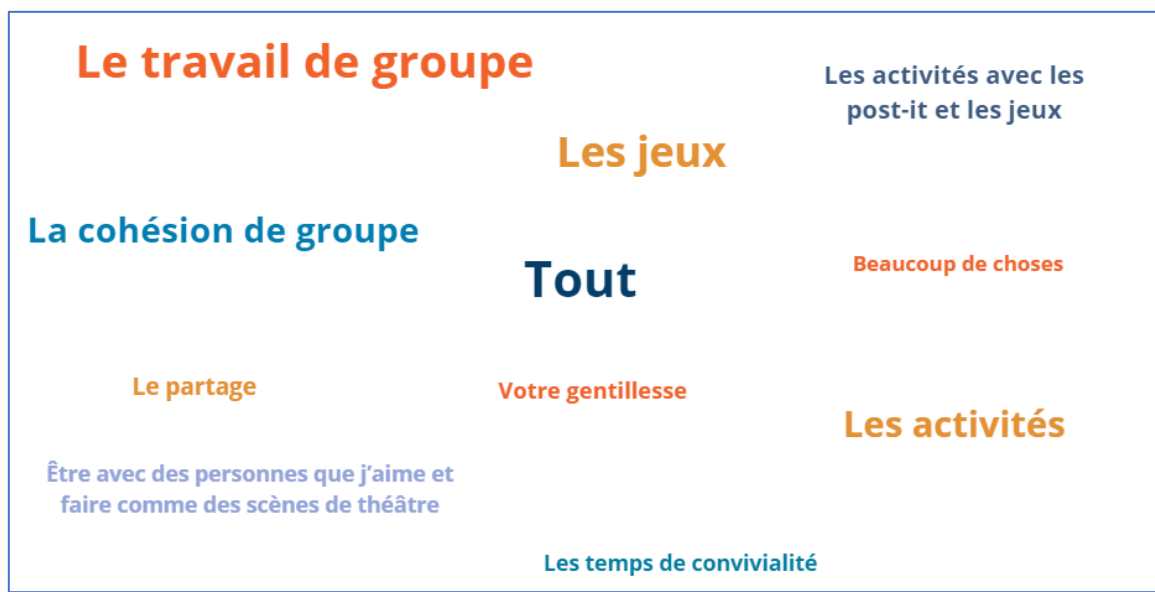 Le travail de groupe
Les activités avec les
post-it et les jeux
Les jeux
La cohésion de groupe
Tout
Beaucoup de choses
Le partage
Votre gentillesse
Les activités
Être avec des personnes que j’aime et
faire comme des scènes de théâtre
Les temps de convivialité